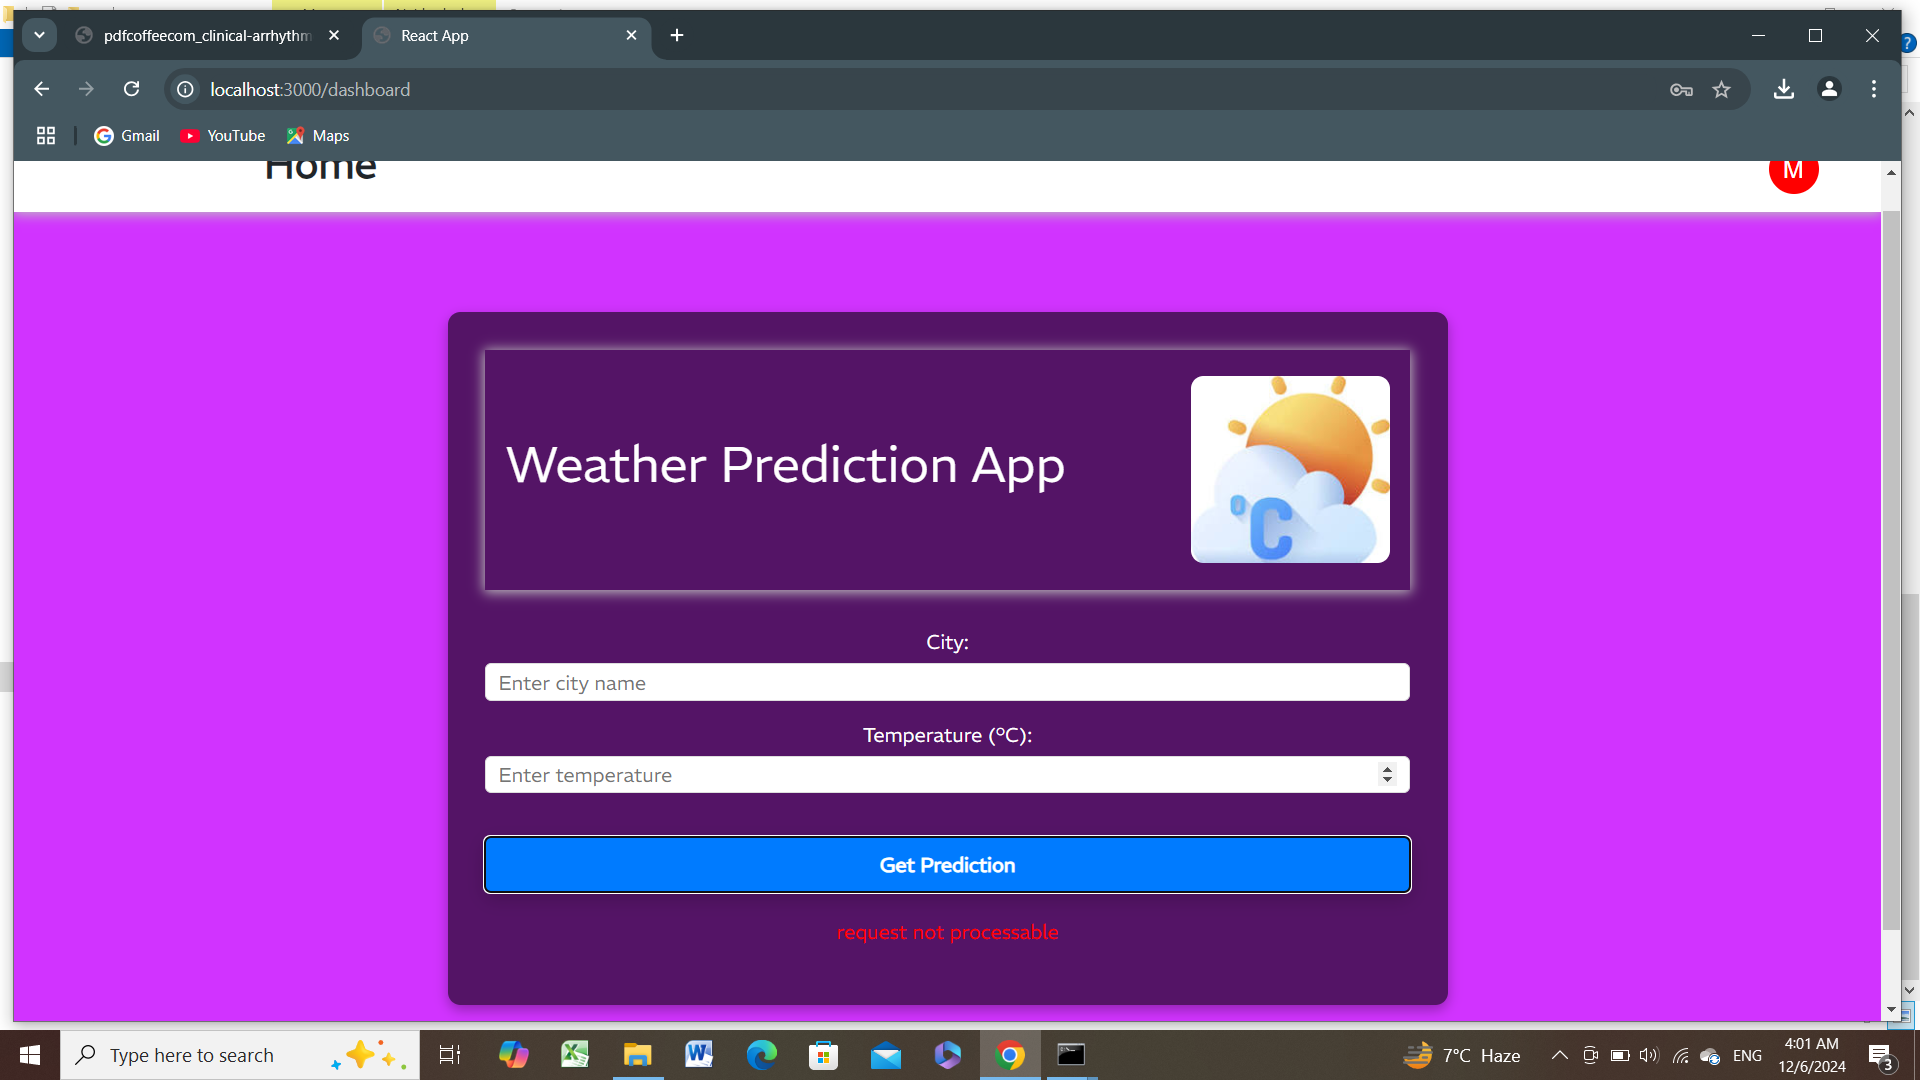 pdfcoffeecom_clinical-arrhythm
React App
localhost:3000/dashboard
Gmail
YouTube
Maps
Home
M
Weather Prediction App
°C
City:
Enter city name
Temperature (°C):
Enter temperature
Get Prediction
request not processable
Type here to search
7°C Haze
ENG
4:01 AM
12/6/2024
3